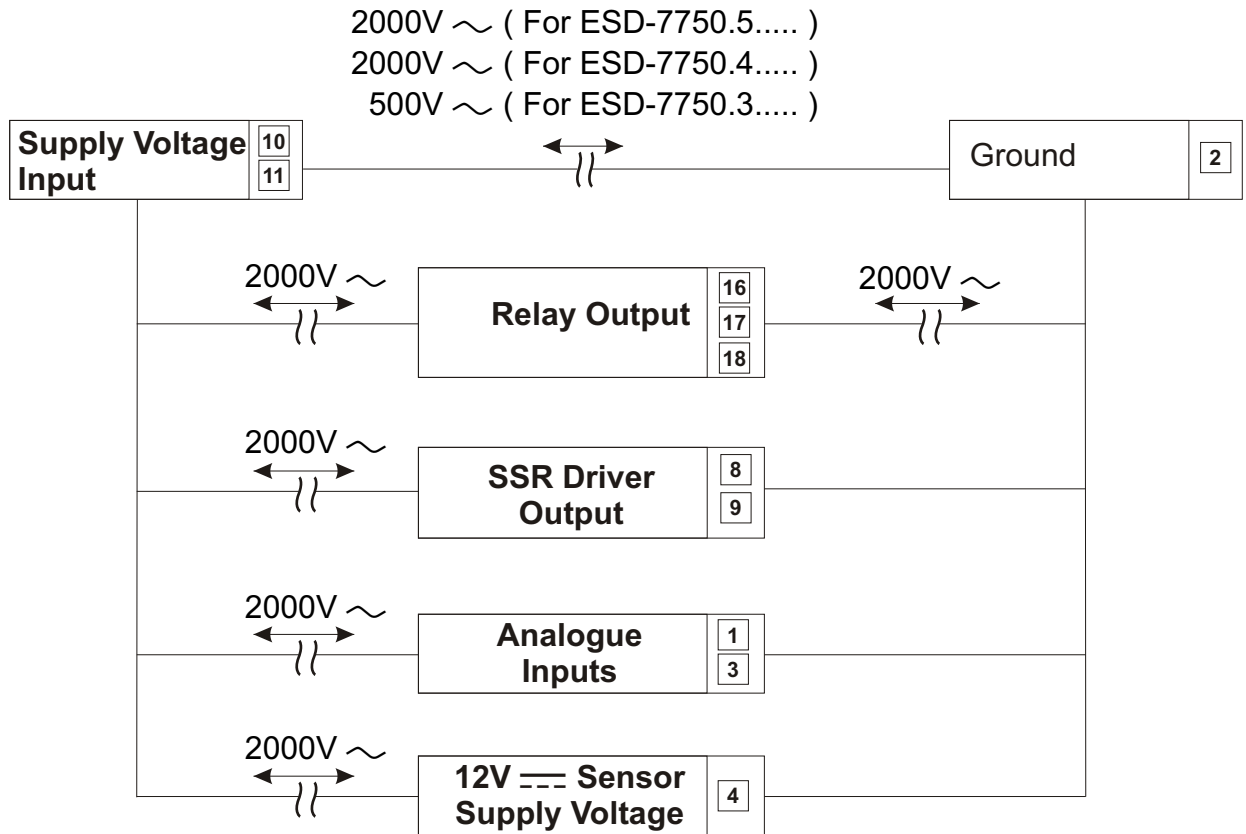 2000V ～ ( For ESD-7750.5..... )
2000V ～ ( For ESD-7750.4..... )
500V ～ ( For ESD-7750.3..... )
Supply Voltage
Input
10
11
Ground
2
2000V ～
Relay Output
16
17
18
2000V ～
2000V ～
SSR Driver
Output
8
9
2000V ～
Analogue
Inputs
1
3
2000V ～
12V ⎓ Sensor
Supply Voltage
4